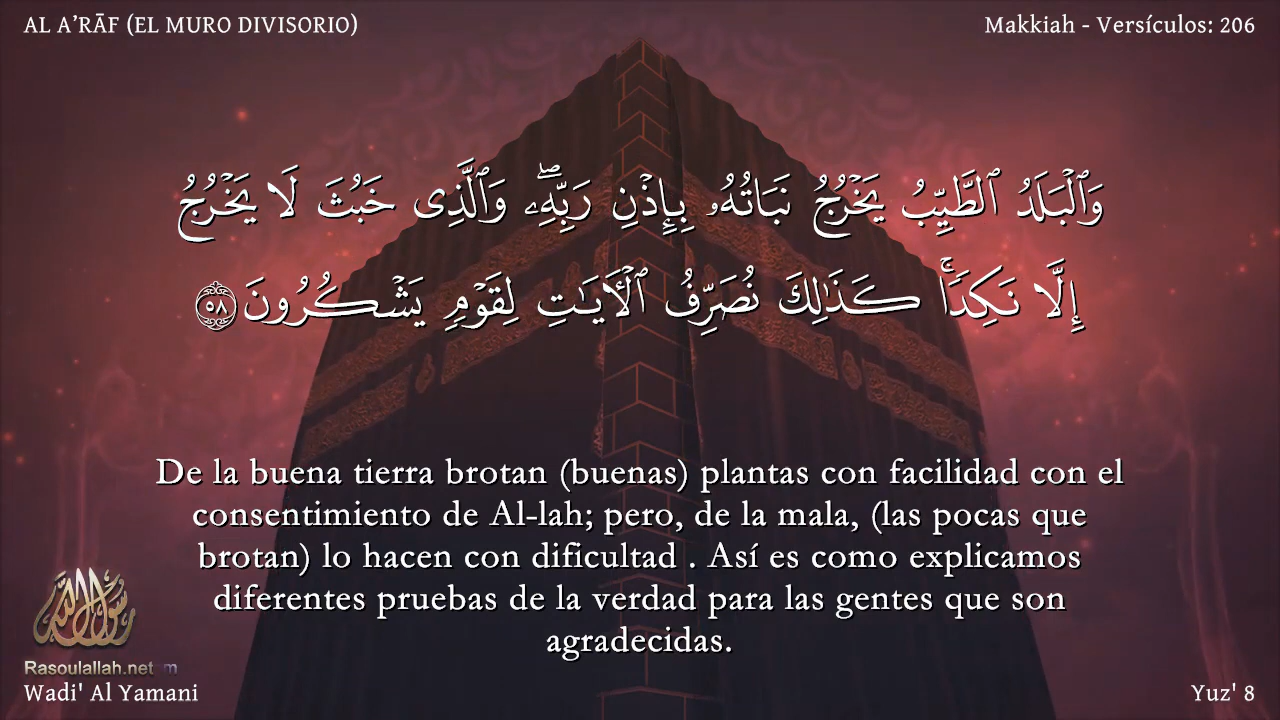 AL A’RĀF (EL MURO DIVISORIO)
Makkiah - Versículos: 206
وَٱلْبَلَدُ ٱلطَّيِّبُ يَخْرُجُ نَبَاتُهُۥ بِإِذْنِ رَبِّهِۦۖ وَٱلَّذِى خَبُثَ لَا يَخْرُجُ
إِلَّا نَكِدًاۚ كَذَٰلِكَ نُصَرِّفُ ٱلْءَايَـٰتِ لِقَوْمٍ يَشْكُرُونَ ٥٨
De la buena tierra brotan (buenas) plantas con facilidad con el
consentimiento de Al-lah; pero, de la mala, (las pocas que
brotan) lo hacen con dificultad . Así es como explicamos
diferentes pruebas de la verdad para las gentes que son
agradecidas.
رسول الله
Rasoulallah.net m
Wadi' Al Yamani
Yuz' 8